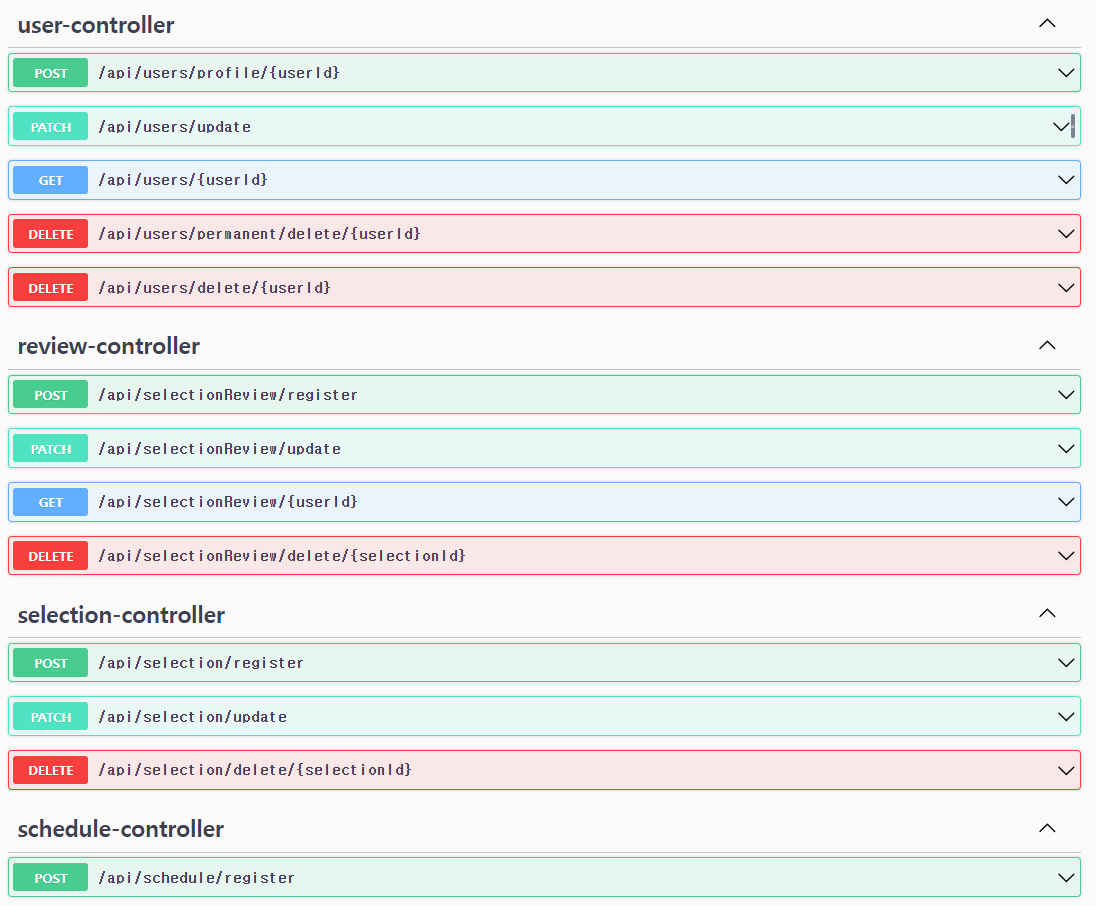 user-controller
POST /api/users/profile/{userId}
PATCH /api/users/update
GET /api/users/{userId}
DELETE /api/users/permanent/delete/{userId}
DELETE /api/users/delete/{userId}
review-controller
POST /api/selectionReview/register
PATCH /api/selectionReview/update
GET /api/selectionReview/{userId}
DELETE /api/selectionReview/delete/{selectionId}
selection-controller
POST /api/selection/register
PATCH /api/selection/update
DELETE /api/selection/delete/{selectionId}
schedule-controller
POST /api/schedule/register